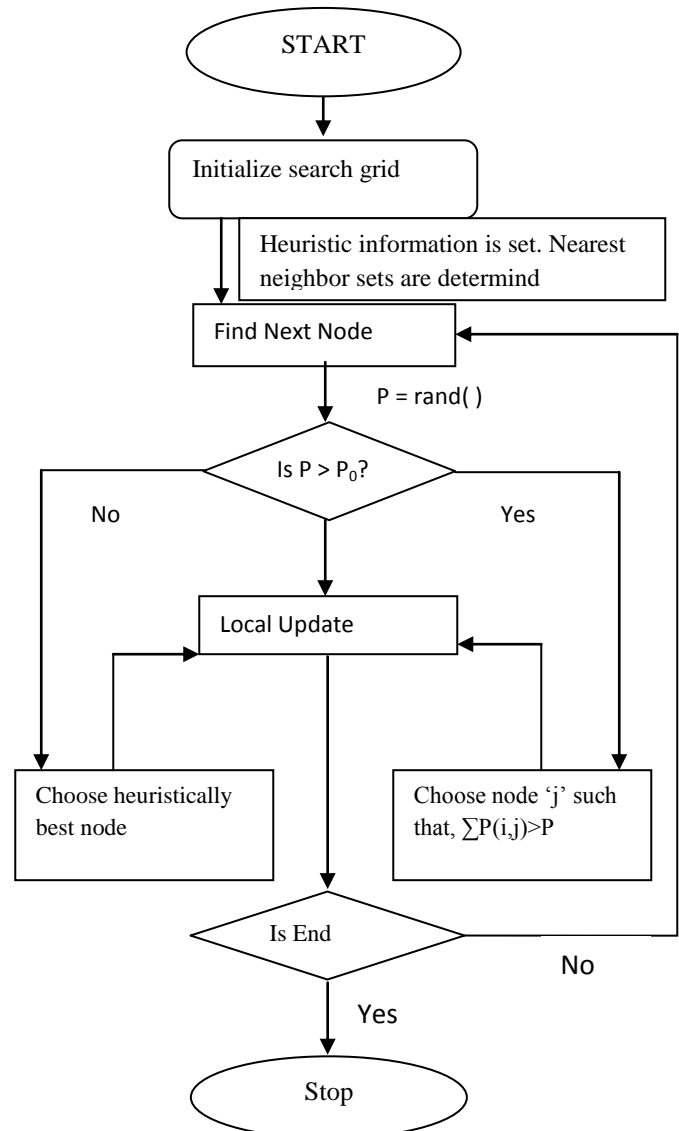 START
Initialize search grid
Heuristic information is set. Nearest
neighbor sets are determind
Find Next Node
P = rand( )
Is P > P₀?
No
Yes
Local Update
Choose heuristically
best node
Choose node ‘j’ such
that, ∑P(i,j)>P
Is End
No
Yes
Stop